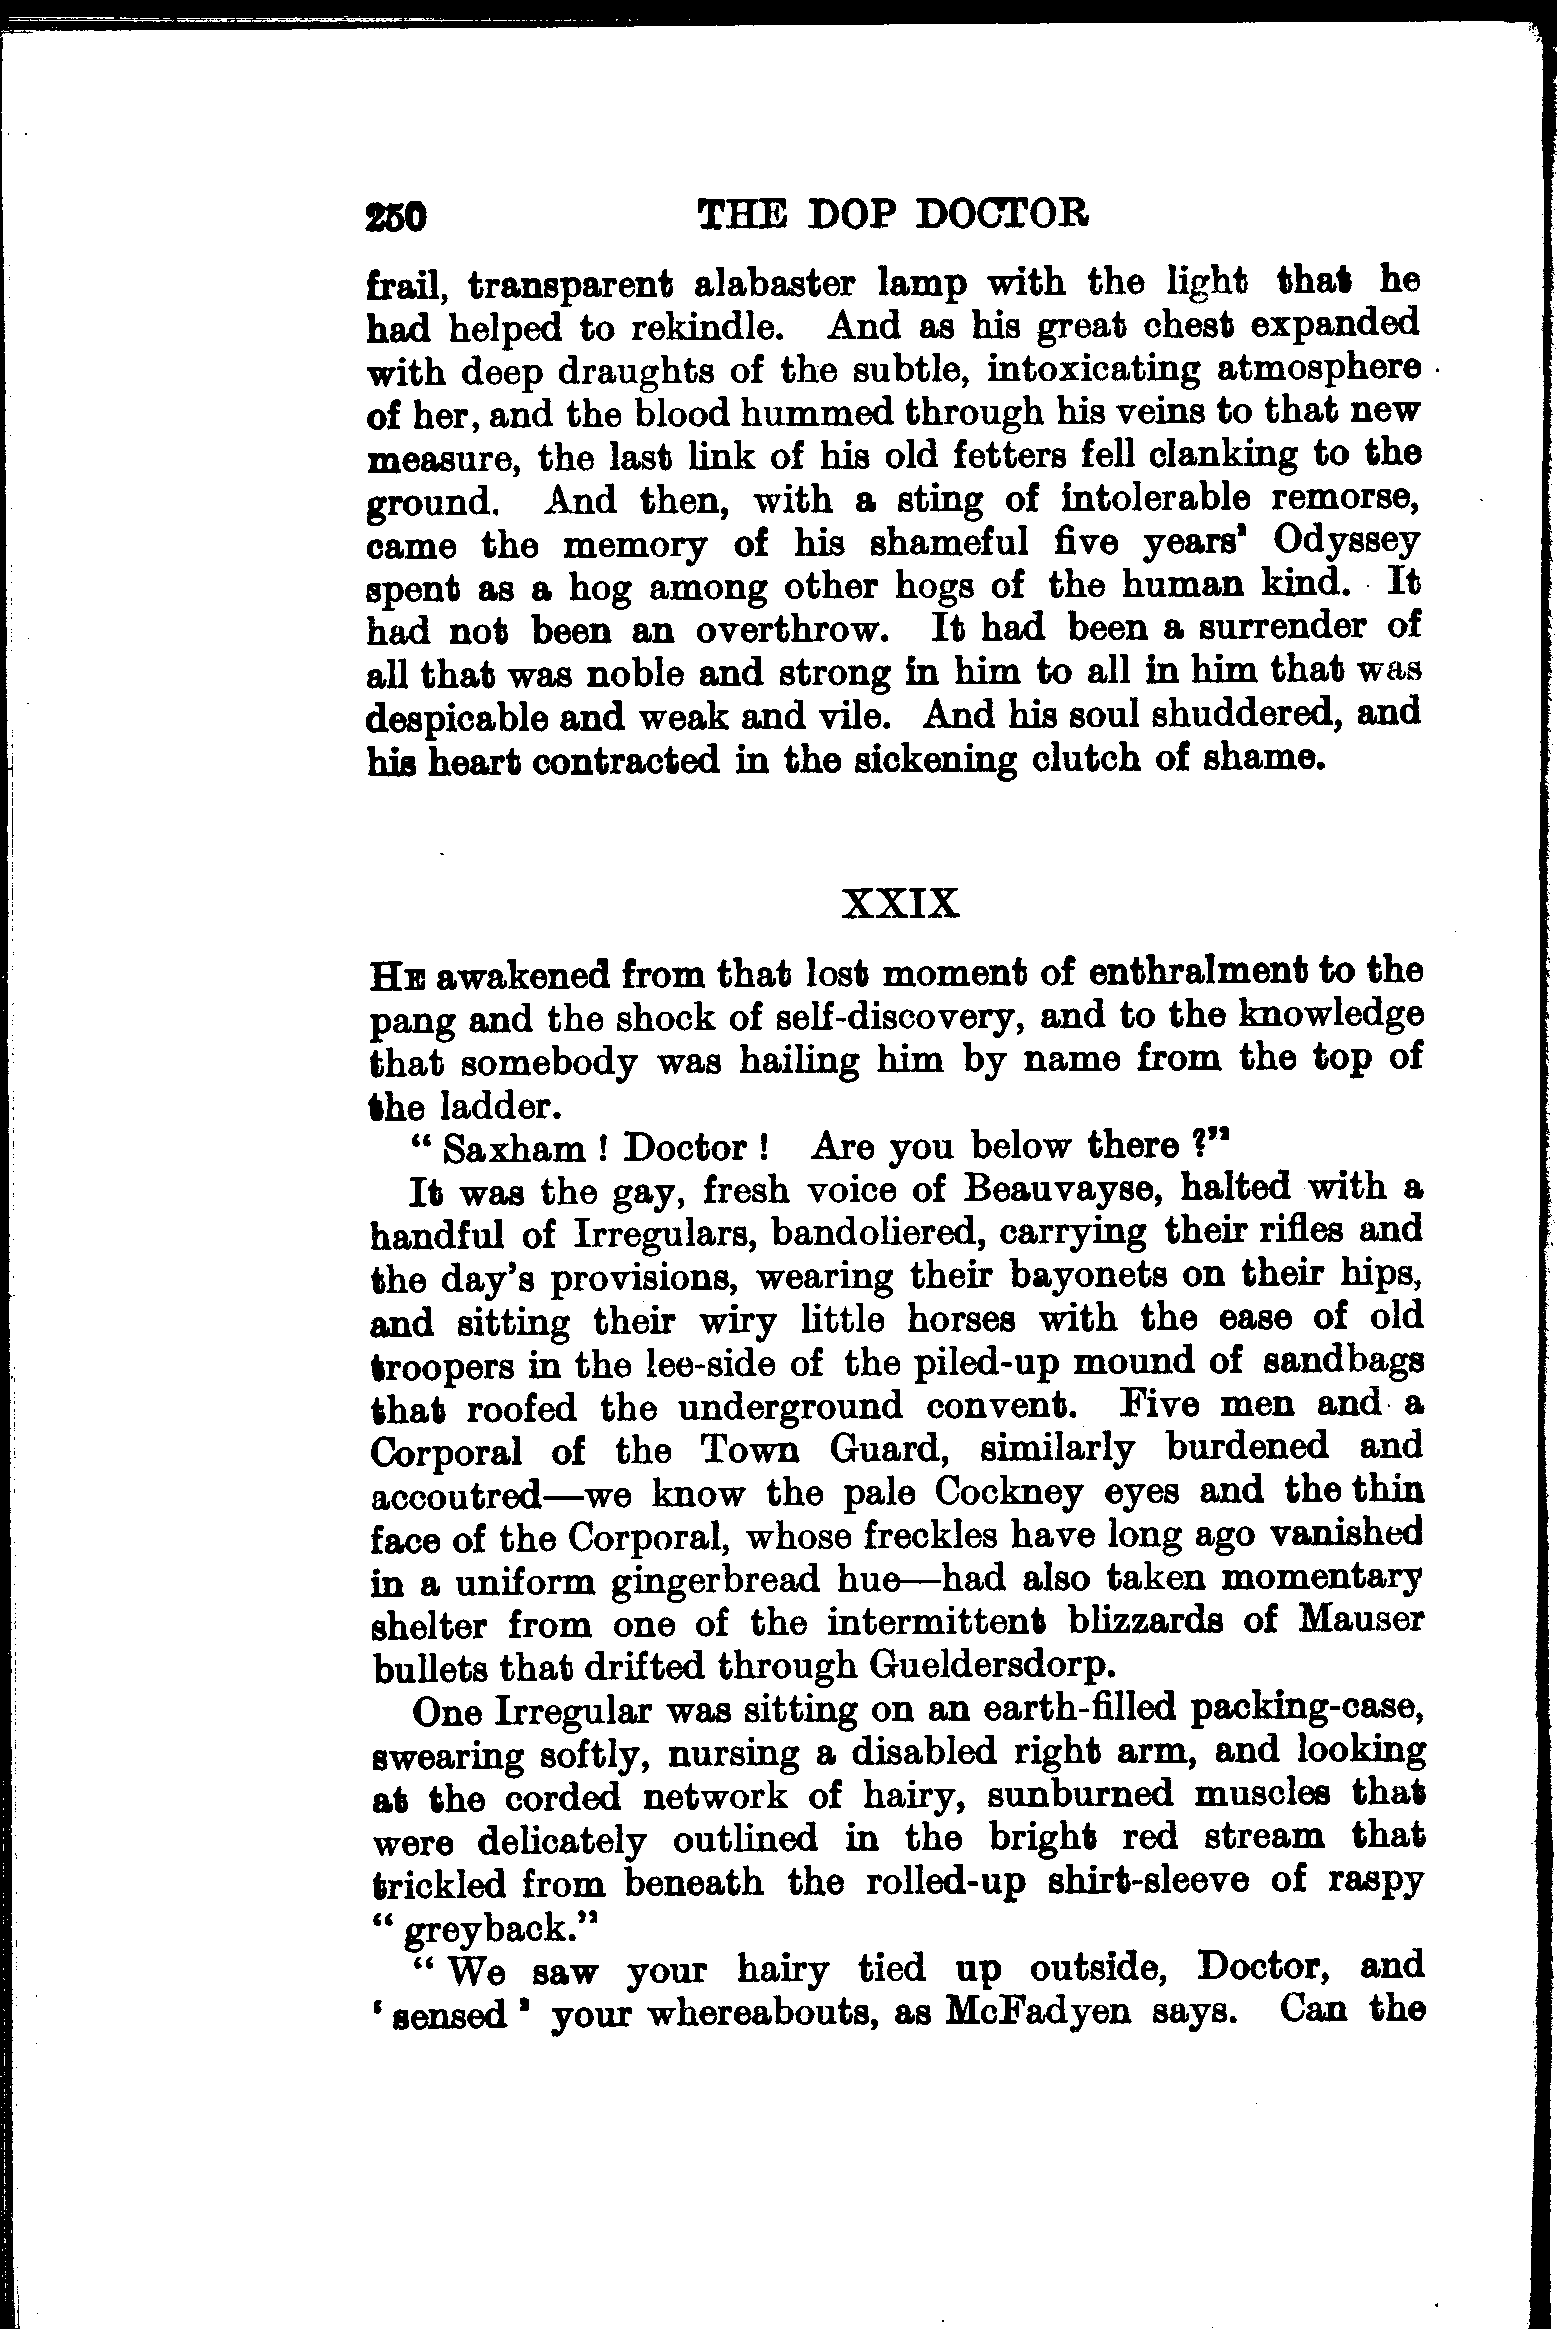 250 THE DOP DOCTOR
frail, transparent alabaster lamp with the light that he
had helped to rekindle. And as his great chest expanded
with deep draughts of the subtle, intoxicating atmosphere
of her, and the blood hummed through his veins to that new
measure, the last link of his old fetters fell clanking to the
ground. And then, with a sting of intolerable remorse,
came the memory of his shameful five years' Odyssey
spent as a hog among other hogs of the human kind. It
had not been an overthrow. It had been a surrender of
all that was noble and strong in him to all in him that was
despicable and weak and vile. And his soul shuddered, and
his heart contracted in the sickening clutch of shame.
XXIX
HE awakened from that lost moment of enthralment to the
pang and the shock of self-discovery, and to the knowledge
that somebody was hailing him by name from the top of
the ladder.
" Saxham ! Doctor ! Are you below there ?"
It was the gay, fresh voice of Beauvayse, halted with a
handful of Irregulars, bandoliered, carrying their rifles and
the day's provisions, wearing their bayonets on their hips,
and sitting their wiry little horses with the ease of old
troopers in the lee-side of the piled-up mound of sandbags
that roofed the underground convent. Five men and a
Corporal of the Town Guard, similarly burdened and
accoutred—we know the pale Cockney eyes and the thin
face of the Corporal, whose freckles have long ago vanished
in a uniform gingerbread hue—had also taken momentary
shelter from one of the intermittent blizzards of Mauser
bullets that drifted through Gueldersdorp.
One Irregular was sitting on an earth-filled packing-case,
swearing softly, nursing a disabled right arm, and looking
at the corded network of hairy, sunburned muscles that
were delicately outlined in the bright red stream that
trickled from beneath the rolled-up shirt-sleeve of raspy
" greyback."
" We saw your hairy tied up outside, Doctor, and
' sensed ' your whereabouts, as McFadyen says. Can the